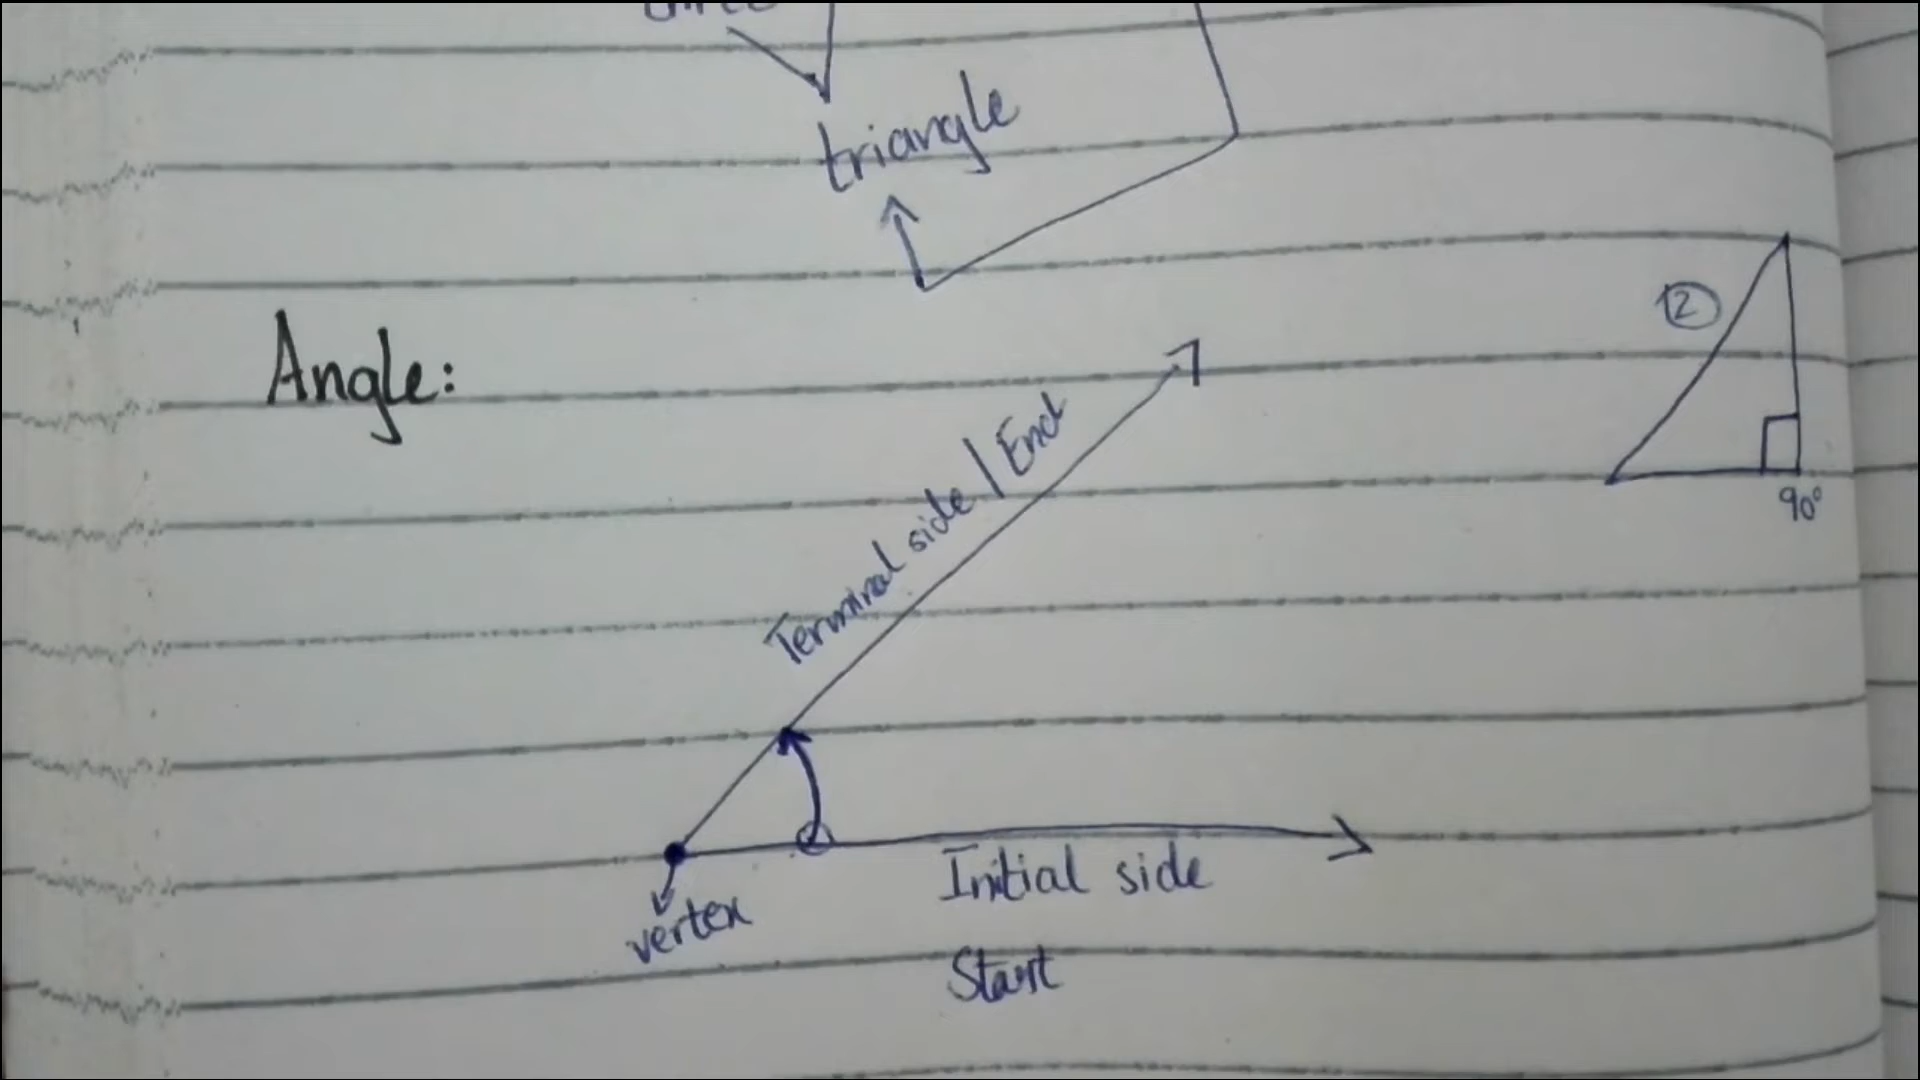 triangle
②
Angle:
Terminal side | End
90°
Initial side
vertex
Start